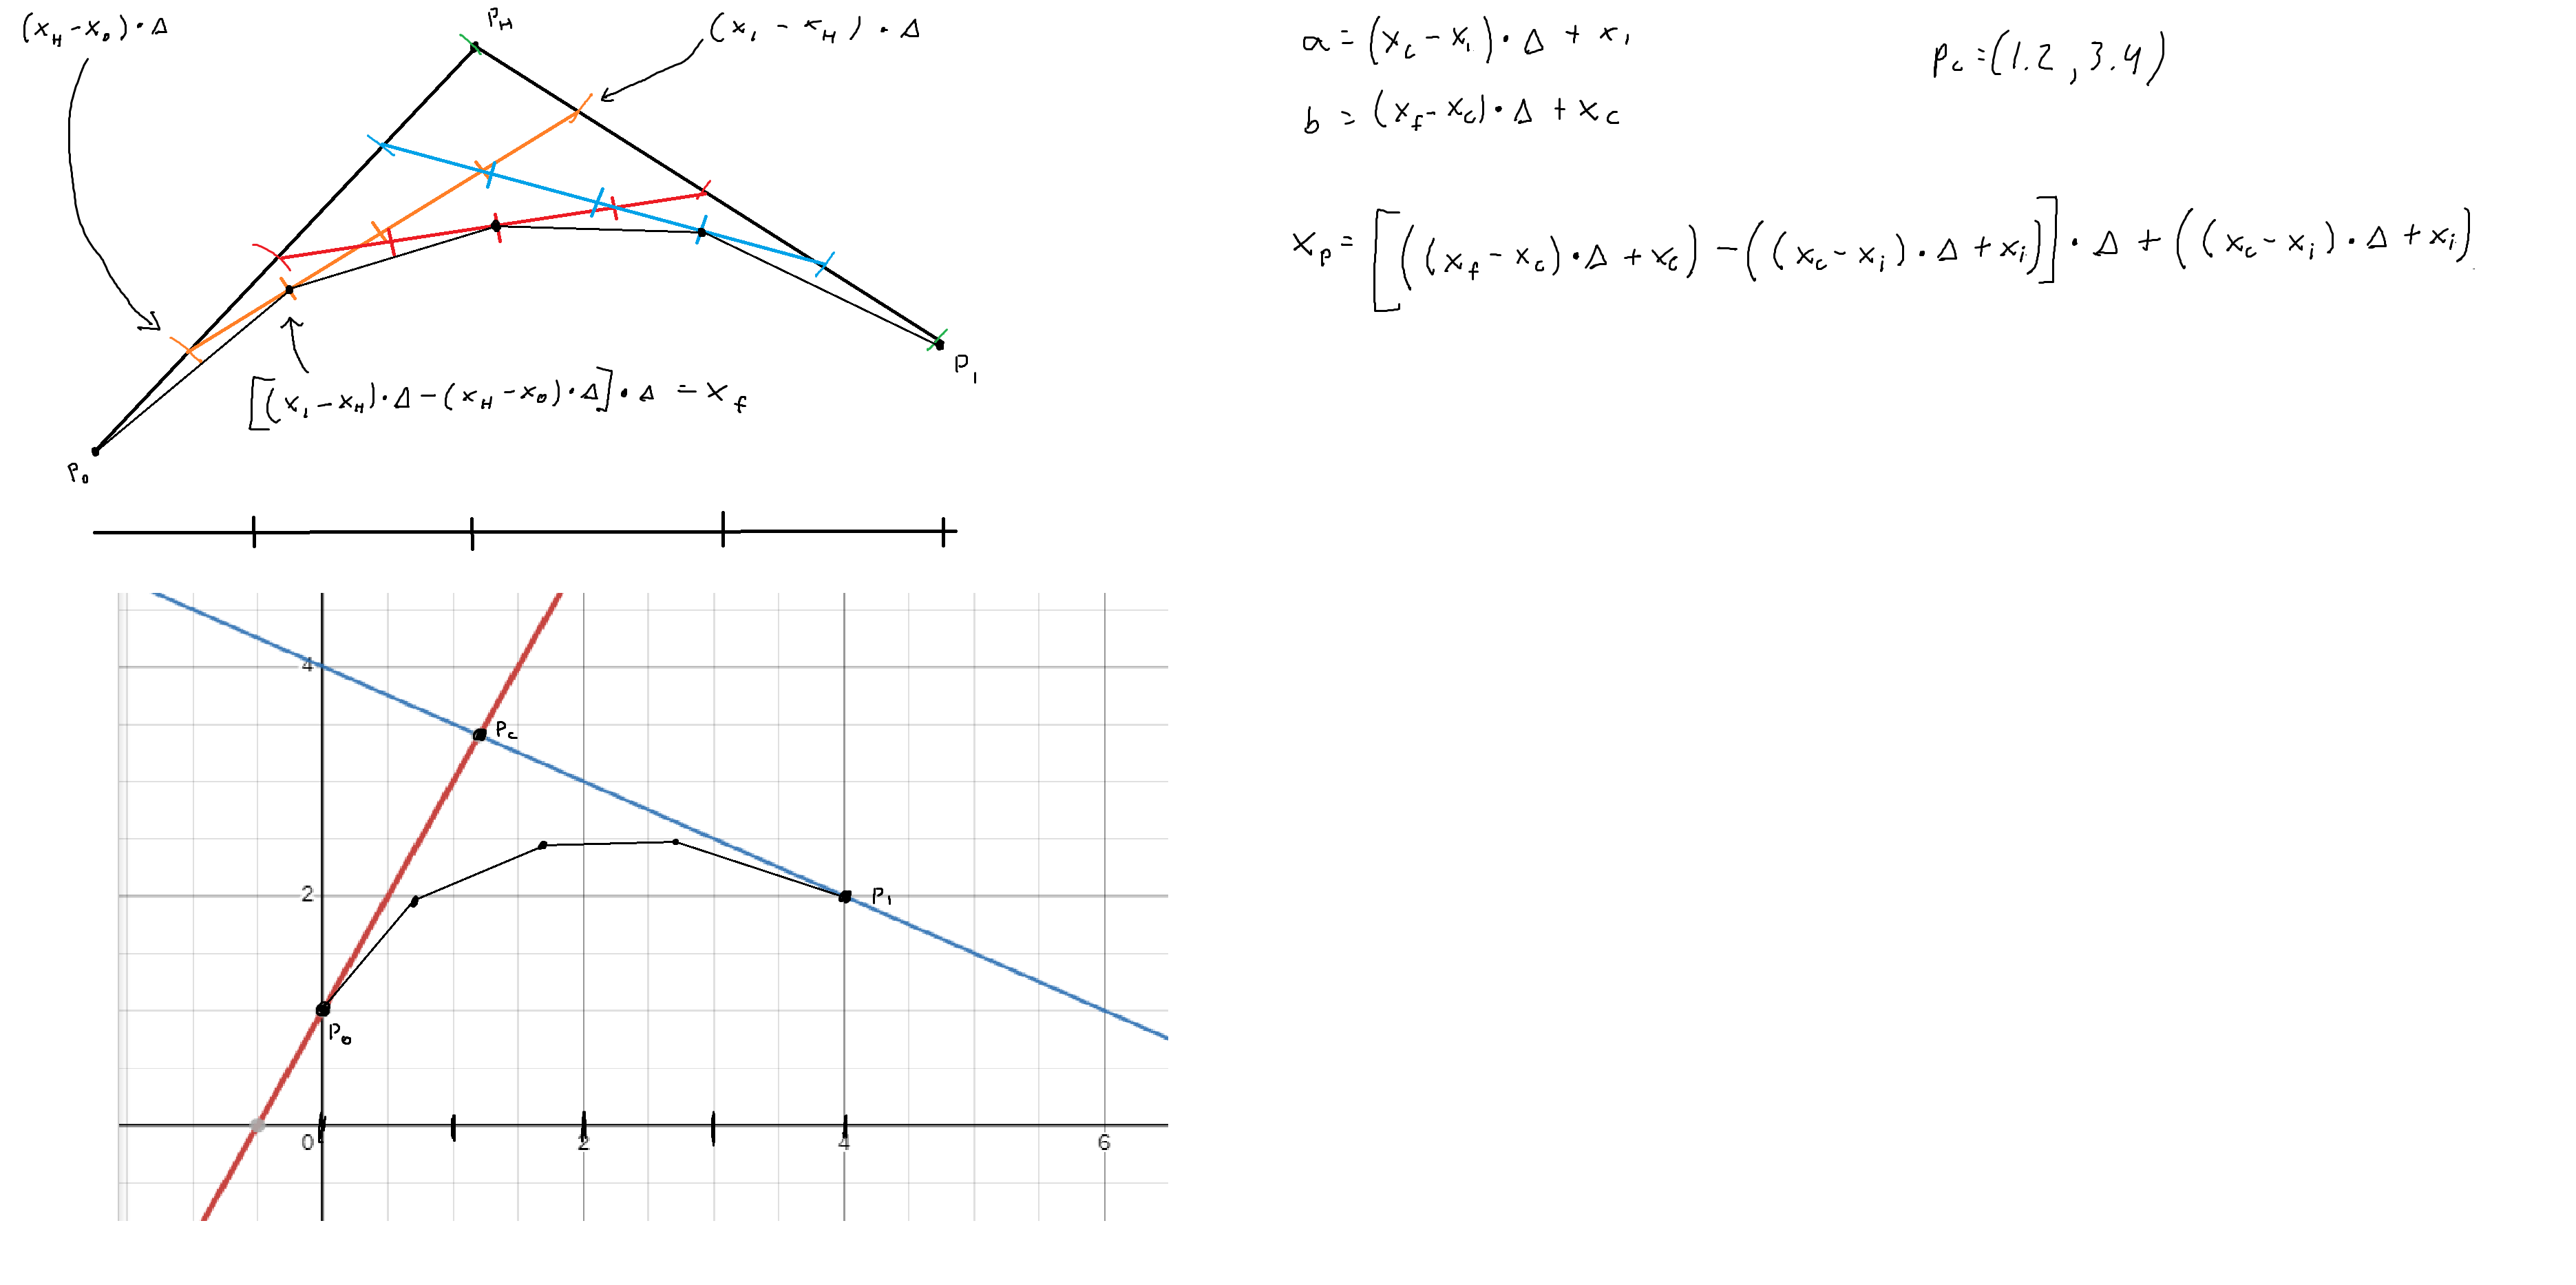 (x_H - x_0) · Δ
P_H
(x_1 - x_H) · Δ
[(x_1 - x_H) · Δ - (x_H - x_0) · Δ] · Δ = x_f
P_1
P_0
a = (x_c - x_i) · Δ + x_i
b = (x_f - x_c) · Δ + x_c
P_c = (1.2, 3.4)
x_p = [((x_f - x_c) · Δ + x_c) - ((x_c - x_i) · Δ + x_i)] · Δ + ((x_c - x_i) · Δ + x_i)
4
P_c
2
P_1
P_0
0 2 4 6